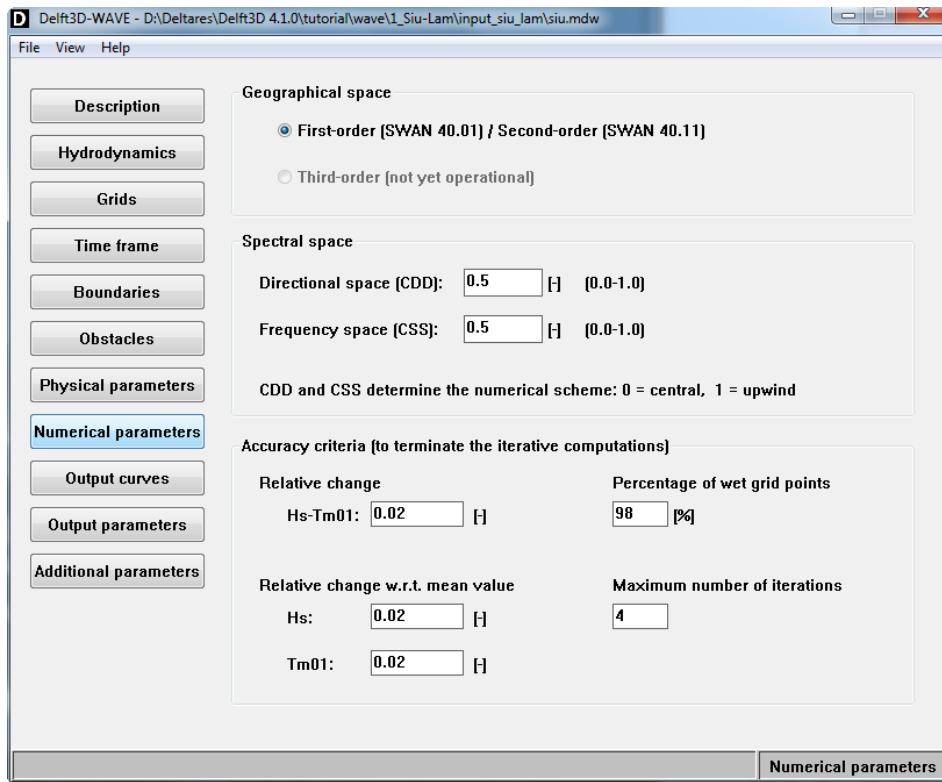 D Delft3D-WAVE - D:\Deltares\Delft3D 4.1.0\tutorial\wave\1_Siu-Lam\input_siu_lam\siu.mdw
File View Help
Description
Hydrodynamics
Grids
Time frame
Boundaries
Obstacles
Physical parameters
Numerical parameters
Output curves
Output parameters
Additional parameters
Geographical space
First-order (SWAN 40.01) / Second-order (SWAN 40.11)
Third-order (not yet operational)
Spectral space
Directional space (CDD): 0.5 [-] (0.0-1.0)
Frequency space (CSS): 0.5 [-] (0.0-1.0)
CDD and CSS determine the numerical scheme: 0 = central, 1 = upwind
Accuracy criteria (to terminate the iterative computations)
Relative change Percentage of wet grid points
Hs-Tm01: 0.02 [-] 98 [%]
Relative change w.r.t. mean value Maximum number of iterations
Hs: 0.02 [-] 4
Tm01: 0.02 [-]
Numerical parameters